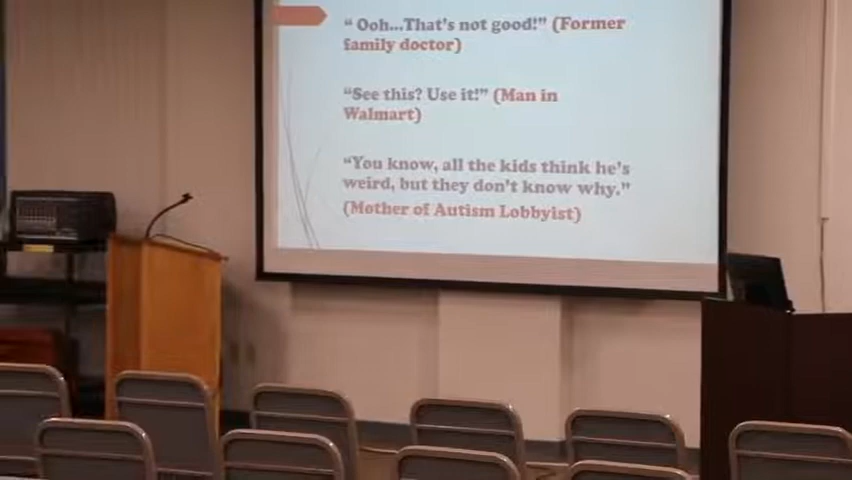 “ Ooh...That's not good!” (Former
family doctor)
“See this? Use it!” (Man in
Walmart)
“You know, all the kids think he's
weird, but they don't know why.”
(Mother of Autism Lobbyist)